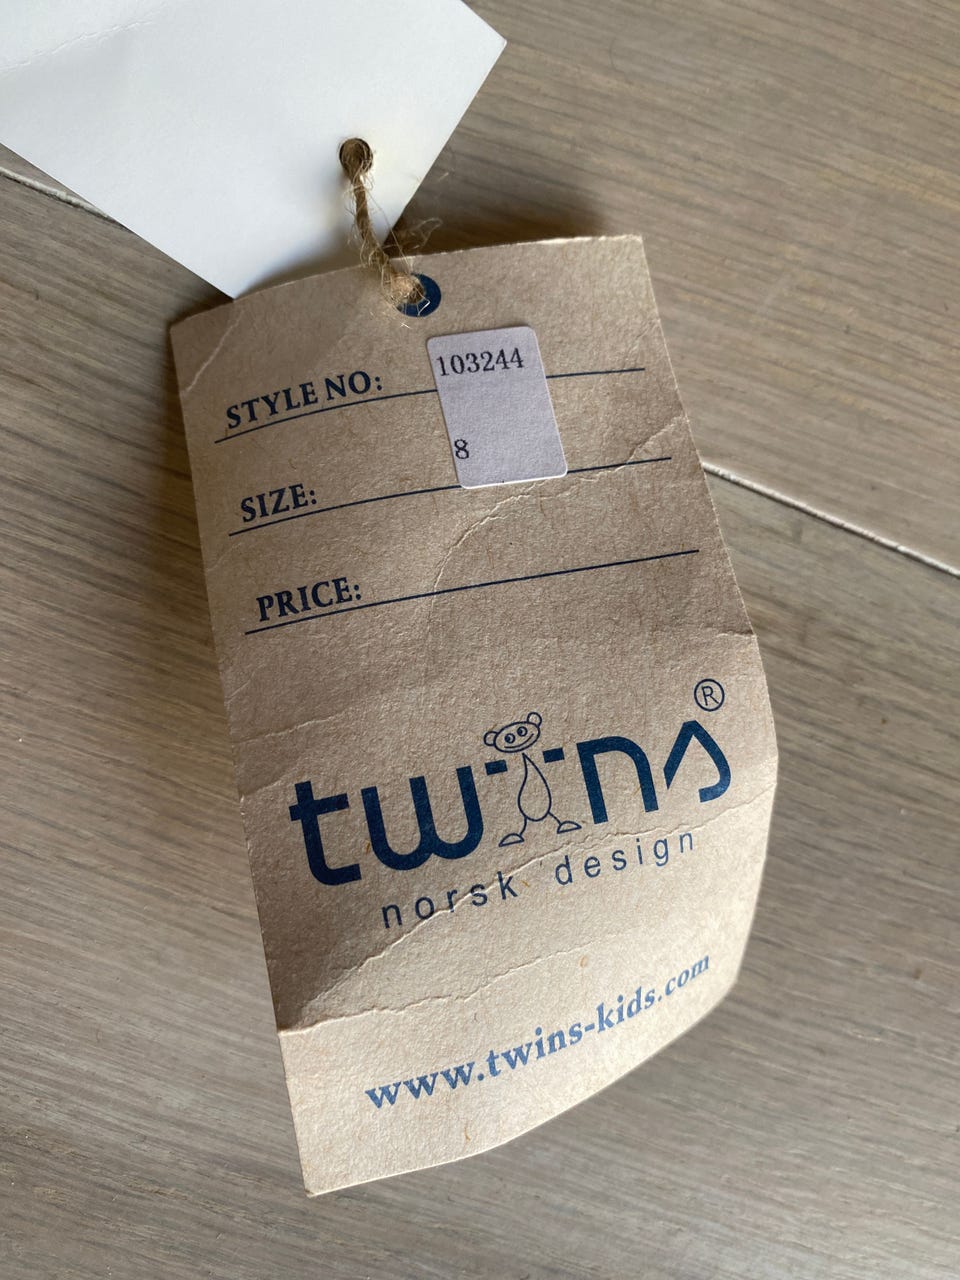 STYLE NO: 103244
8
SIZE:
PRICE:
twins®
norsk design
www.twins-kids.com